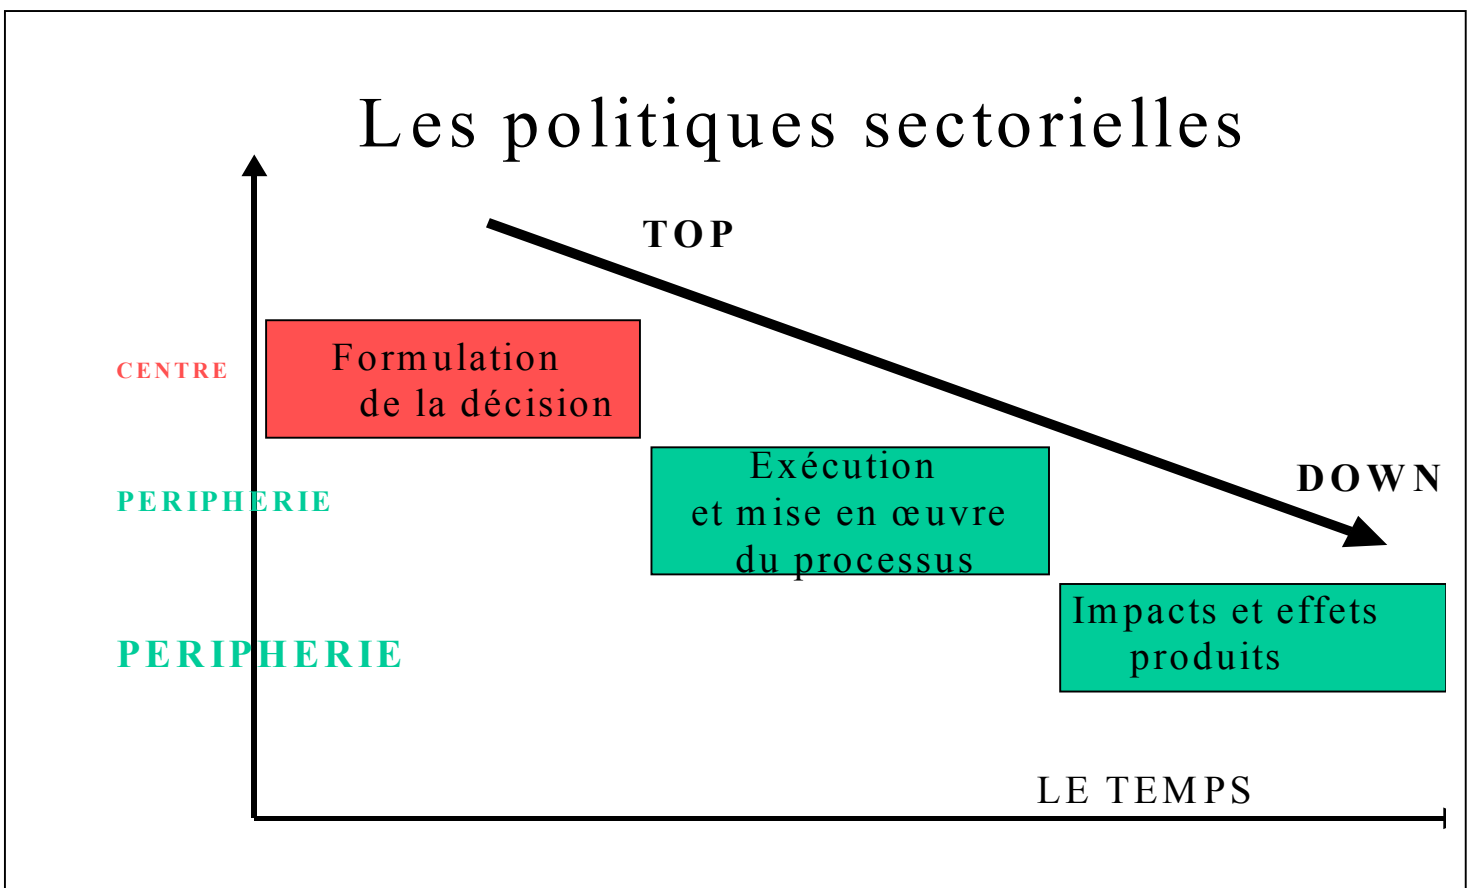 Les politiques sectorielles
TOP
CENTRE
Formulation
de la décision
PERIPHERIE
Exécution
et mise en œuvre
du processus
DOWN
PERIPHERIE
Impacts et effets
produits
LE TEMPS